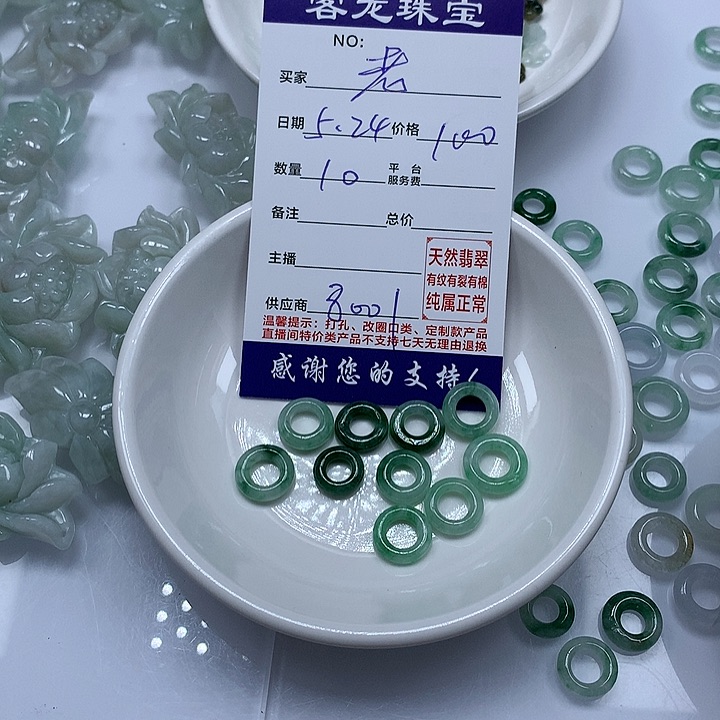 客龙珠宝
NO:
买家 老
日期 5.24 价格 100
数量 10 平台服务费
备注 总价
主播
天然翡翠
有纹有裂有棉
纯属正常
供应商 8001
温馨提示：打孔、改圈口类、定制款产品
直播间特价类产品不支持七天无理由退换
感谢您的支持！